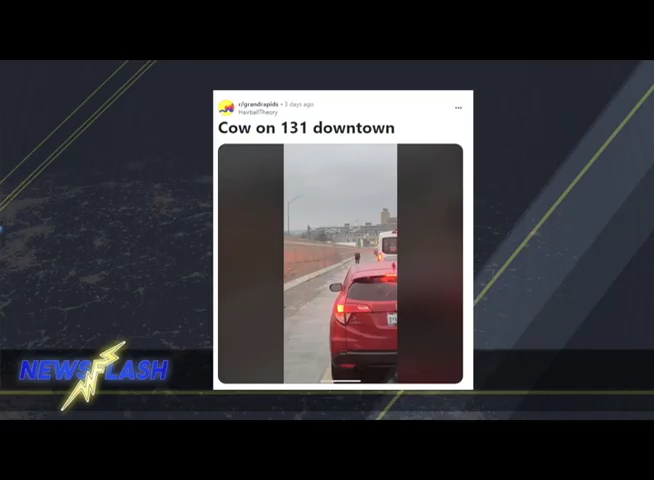 r/grandrapids • 3 days ago
HairballTheory
Cow on 131 downtown
NEWSFLASH